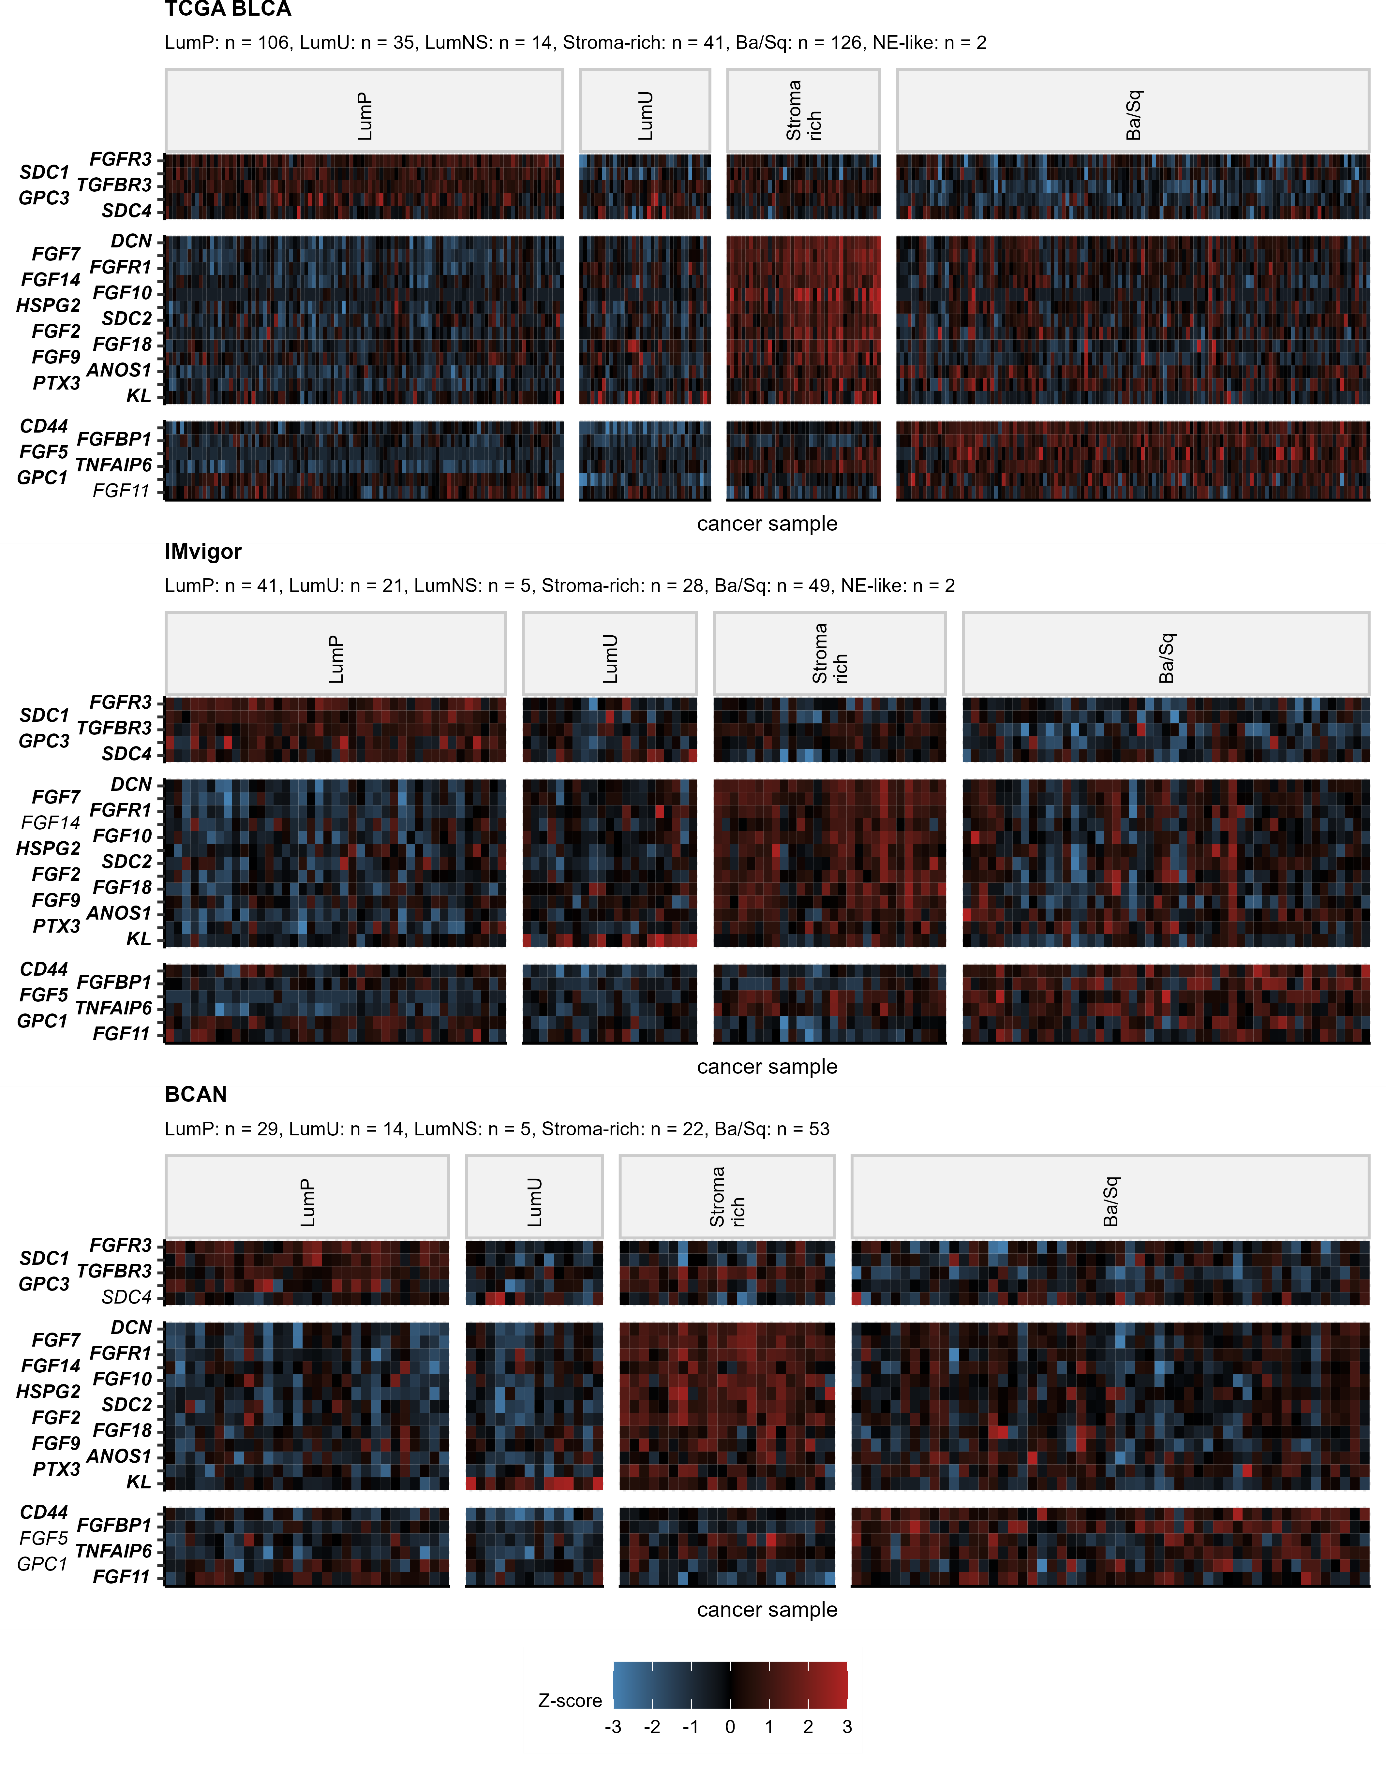 TCGA BLCA
LumP: n = 106, LumU: n = 35, LumNS: n = 14, Stroma-rich: n = 41, Ba/Sq: n = 126, NE-like: n = 2
LumP
LumU
Stroma
rich
Ba/Sq
FGFR3
SDC1
TGFBR3
GPC3
SDC4
DCN
FGF7
FGFR1
FGF14
FGF10
HSPG2
SDC2
FGF2
FGF18
FGF9
ANOS1
PTX3
KL
CD44
FGFBP1
FGF5
TNFAIP6
GPC1
FGF11
cancer sample
IMvigor
LumP: n = 41, LumU: n = 21, LumNS: n = 5, Stroma-rich: n = 28, Ba/Sq: n = 49, NE-like: n = 2
LumP
LumU
Stroma
rich
Ba/Sq
FGFR3
SDC1
TGFBR3
GPC3
SDC4
DCN
FGF7
FGFR1
FGF14
FGF10
HSPG2
SDC2
FGF2
FGF18
FGF9
ANOS1
PTX3
KL
CD44
FGFBP1
FGF5
TNFAIP6
GPC1
FGF11
cancer sample
BCAN
LumP: n = 29, LumU: n = 14, LumNS: n = 5, Stroma-rich: n = 22, Ba/Sq: n = 53
LumP
LumU
Stroma
rich
Ba/Sq
FGFR3
SDC1
TGFBR3
GPC3
SDC4
DCN
FGF7
FGFR1
FGF14
FGF10
HSPG2
SDC2
FGF2
FGF18
FGF9
ANOS1
PTX3
KL
CD44
FGFBP1
FGF5
TNFAIP6
GPC1
FGF11
cancer sample
Z-score
-3 -2 -1 0 1 2 3